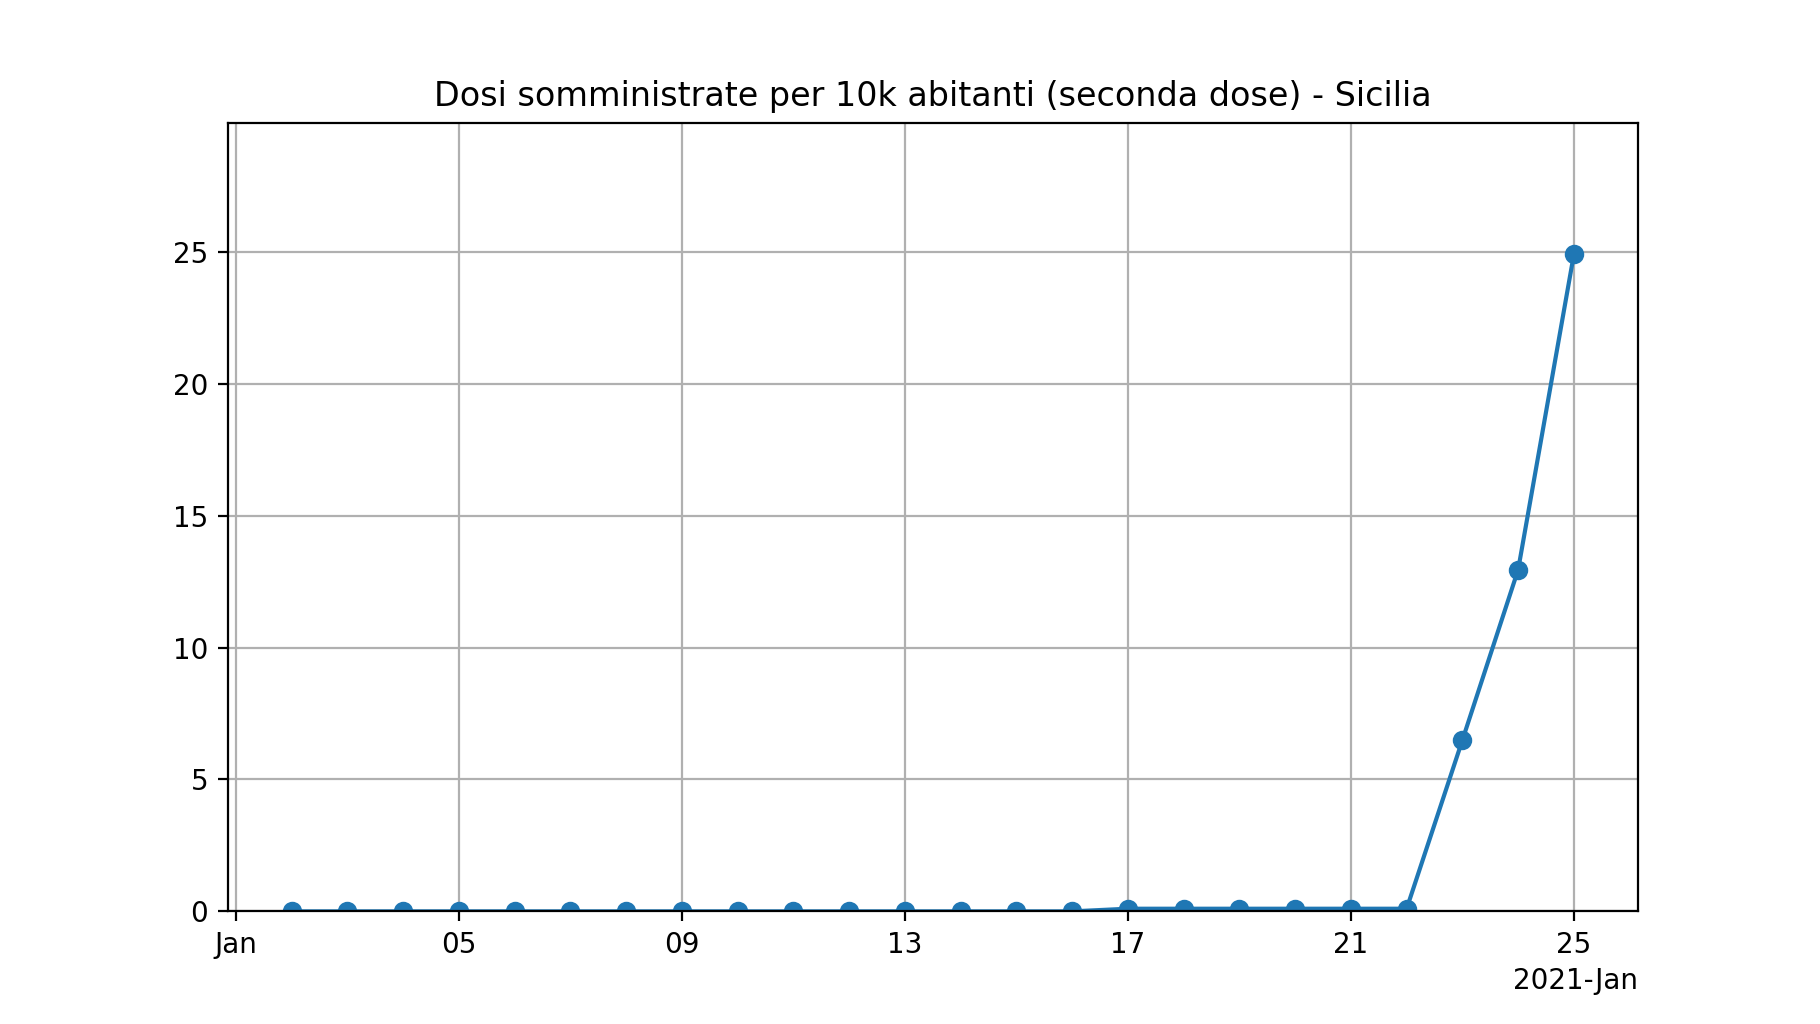 Dosi somministrate per 10k abitanti (seconda dose) - Sicilia
25
20
15
10
5
0
Jan 05 09 13 17 21 25
2021-Jan